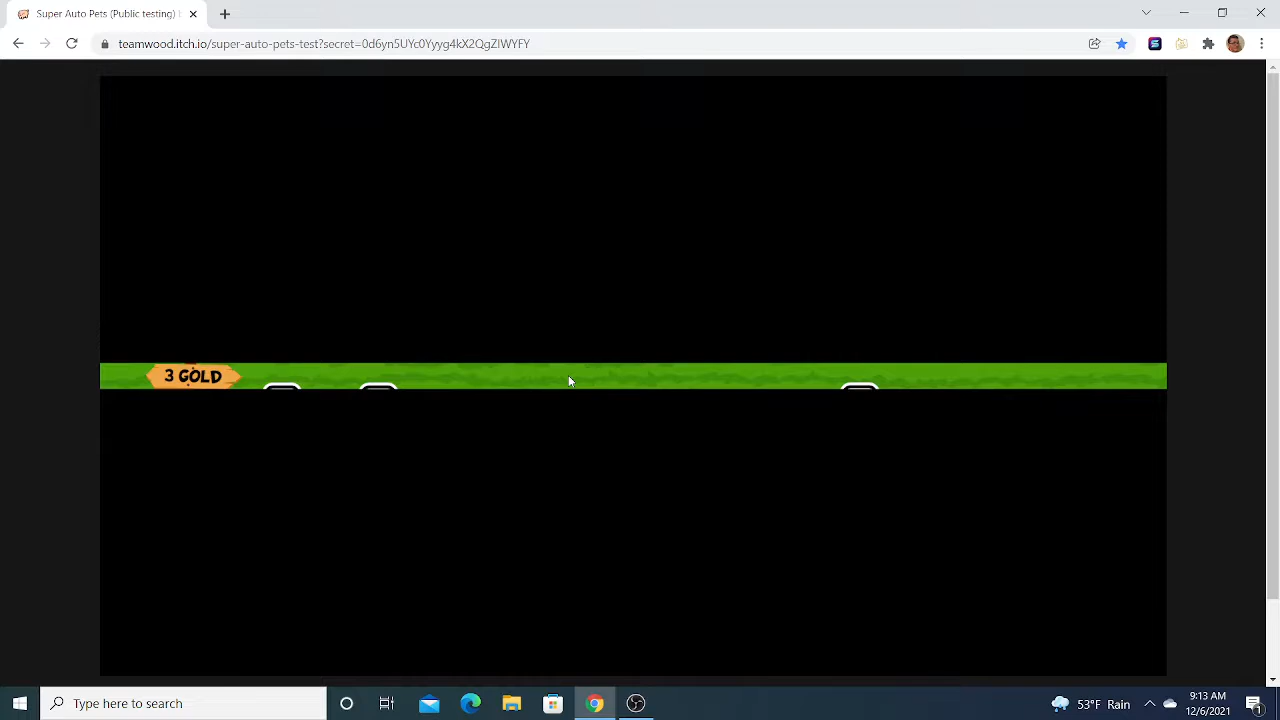 Super Auto Pets (Public testing)
teamwood.itch.io/super-auto-pets-test?secret=
3 GOLD
Type here to search
53°F Rain
9:13 AM
12/6/2021
1